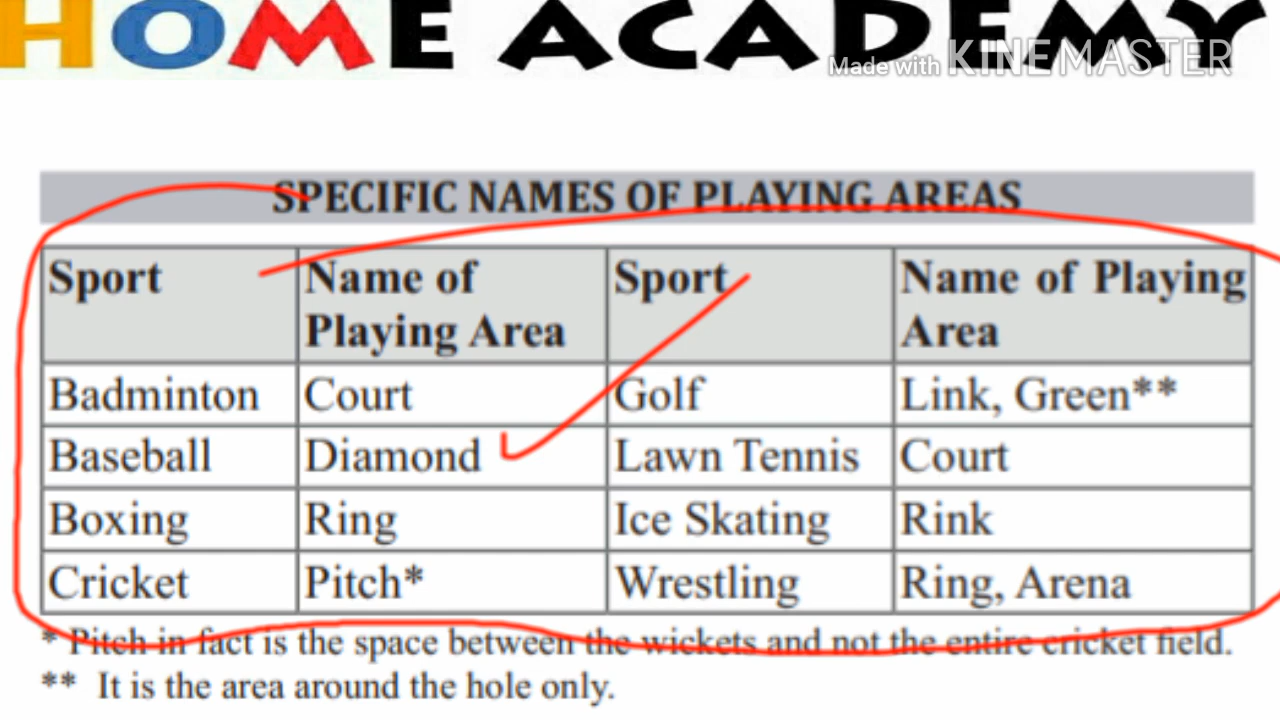 HOME ACADEMY
Made with KINEMASTER
SPECIFIC NAMES OF PLAYING AREAS
Sport Name of Playing Area Sport Name of Playing Area
Badminton Court Golf Link, Green**
Baseball Diamond Lawn Tennis Court
Boxing Ring Ice Skating Rink
Cricket Pitch* Wrestling Ring, Arena
* Pitch in fact is the space between the wickets and not the entire cricket field.
** It is the area around the hole only.